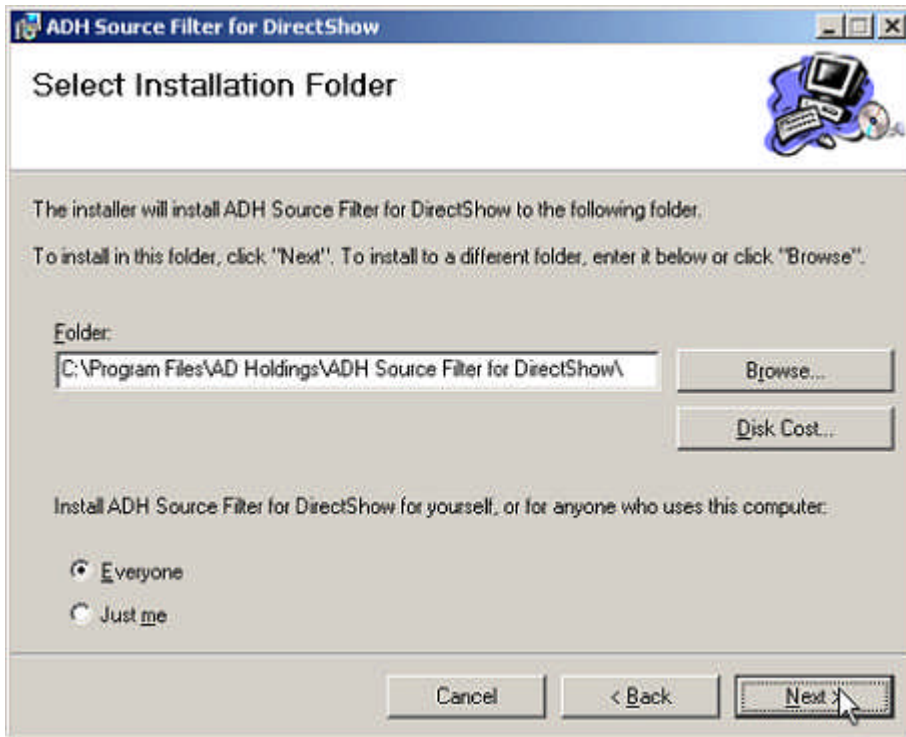 ADH Source Filter for DirectShow
Select Installation Folder
The installer will install ADH Source Filter for DirectShow to the following folder.
To install in this folder, click "Next". To install to a different folder, enter it below or click "Browse".
Folder:
C:\Program Files\AD Holdings\ADH Source Filter for DirectShow\
Browse...
Disk Cost...
Install ADH Source Filter for DirectShow for yourself, or for anyone who uses this computer:
Everyone
Just me
Cancel
< Back
Next >